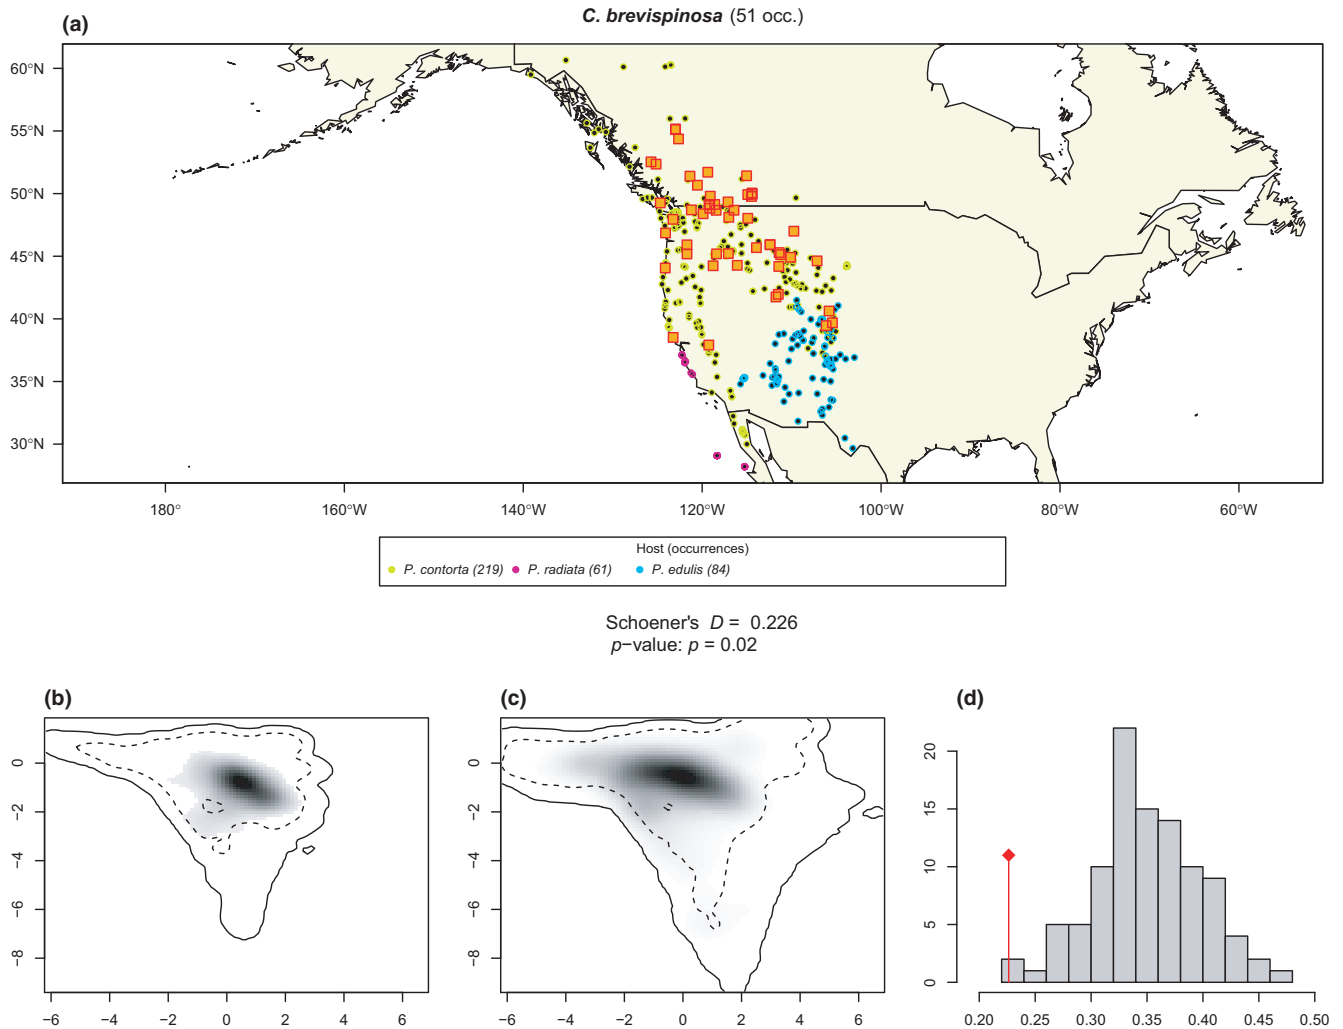 (a)
C. brevispinosa (51 occ.)
60°N
55°N
50°N
45°N
40°N
35°N
30°N
180°
160°W
140°W
120°W
100°W
80°W
60°W
Host (occurrences)
P. contorta (219)
P. radiata (61)
P. edulis (84)
Schoener's D = 0.226
p−value: p = 0.02
(b)
0
−2
−4
−6
−8
−6
−4
−2
0
2
4
6
(c)
0
−2
−4
−6
−8
−6
−4
−2
0
2
4
6
(d)
20
15
10
5
0
0.20
0.25
0.30
0.35
0.40
0.45
0.50